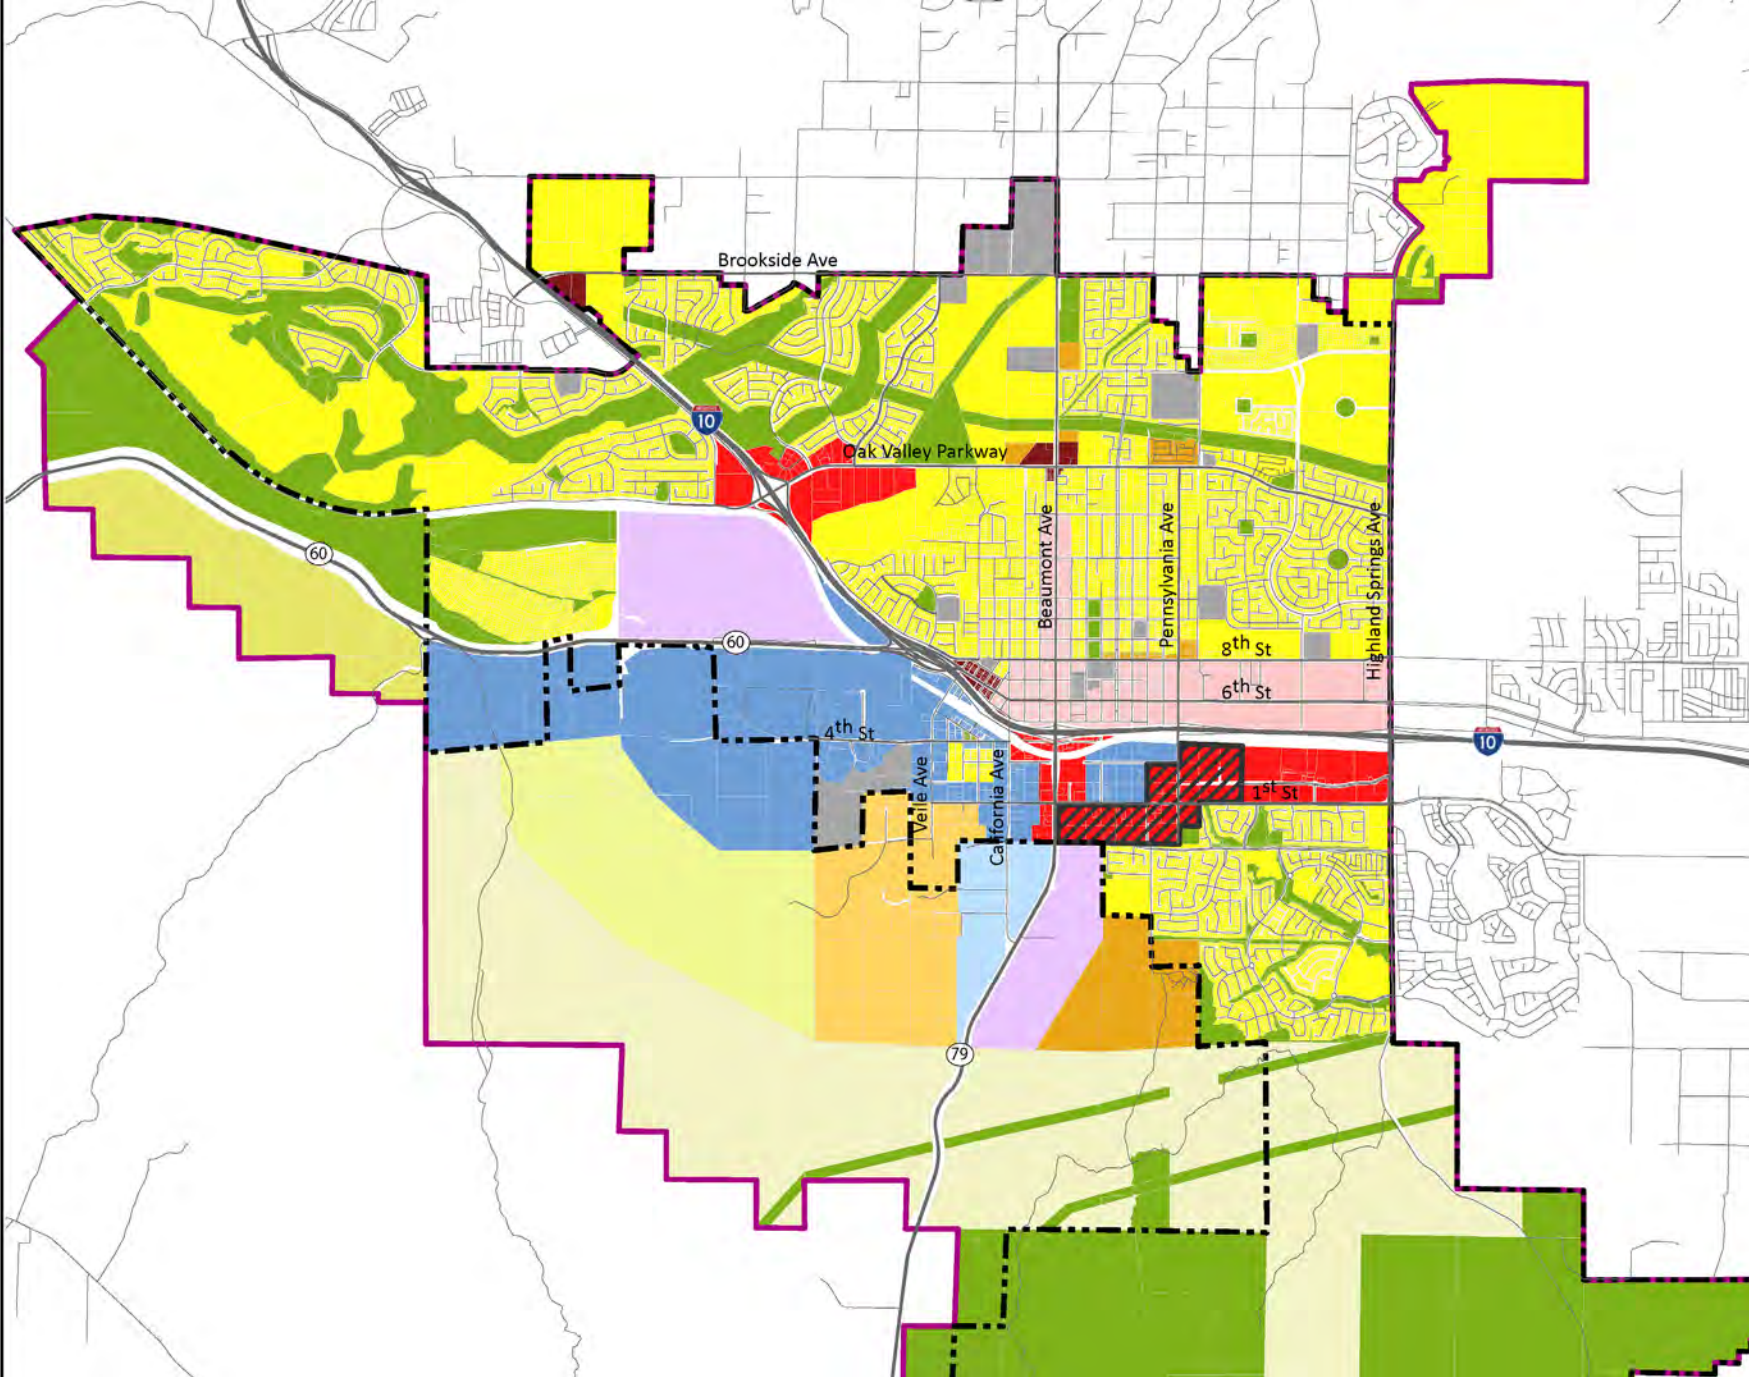 Brookside Ave
10
Oak Valley Parkway
Beaumont Ave
Pennsylvania Ave
Highland Springs Ave
60
60
8th St
6th St
4th St
10
Veile Ave
California Ave
1st St
79